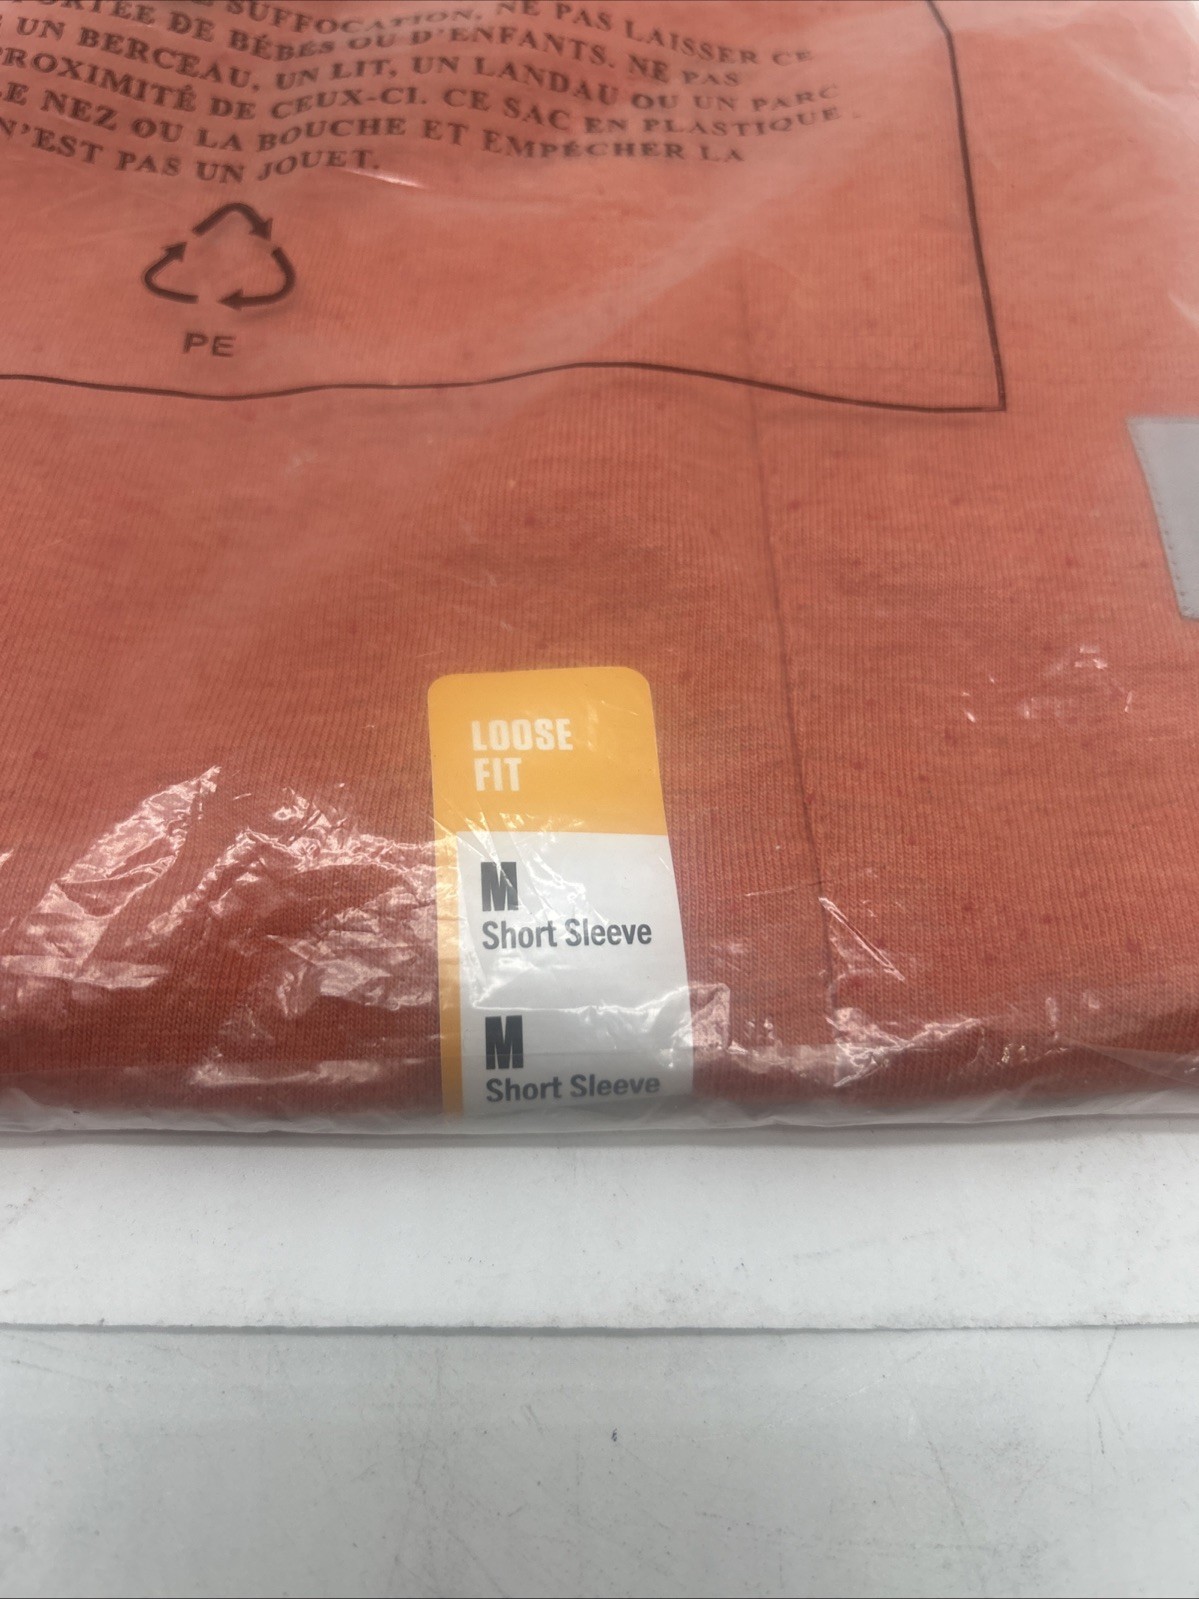 SUFFOCATION, NE PAS LAISSER CE
PORTÉE DE BÉBÉS OU D'ENFANTS. NE PAS
UN BERCEAU, UN LIT, UN LANDAU OU UN PARC
PROXIMITÉ DE CEUX-CI. CE SAC EN PLASTIQUE
LE NEZ OU LA BOUCHE ET EMPÊCHER LA
N'EST PAS UN JOUET.
PE
LOOSE
FIT
M
Short Sleeve
M
Short Sleeve